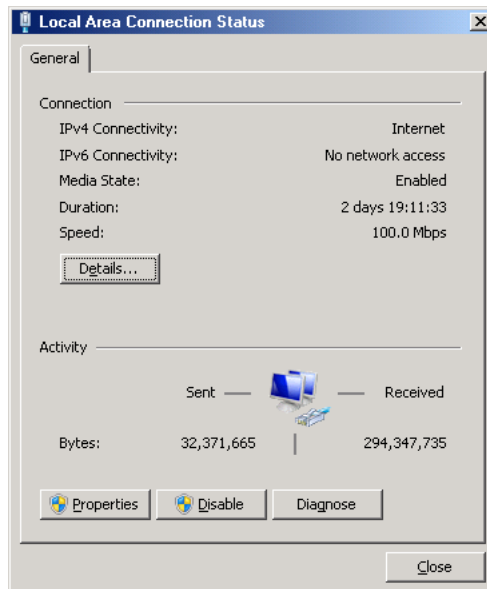 Local Area Connection Status
General
Connection
IPv4 Connectivity: Internet
IPv6 Connectivity: No network access
Media State: Enabled
Duration: 2 days 19:11:33
Speed: 100.0 Mbps
Details...
Activity
Sent Received
Bytes: 32,371,665 294,347,735
Properties Disable Diagnose
Close